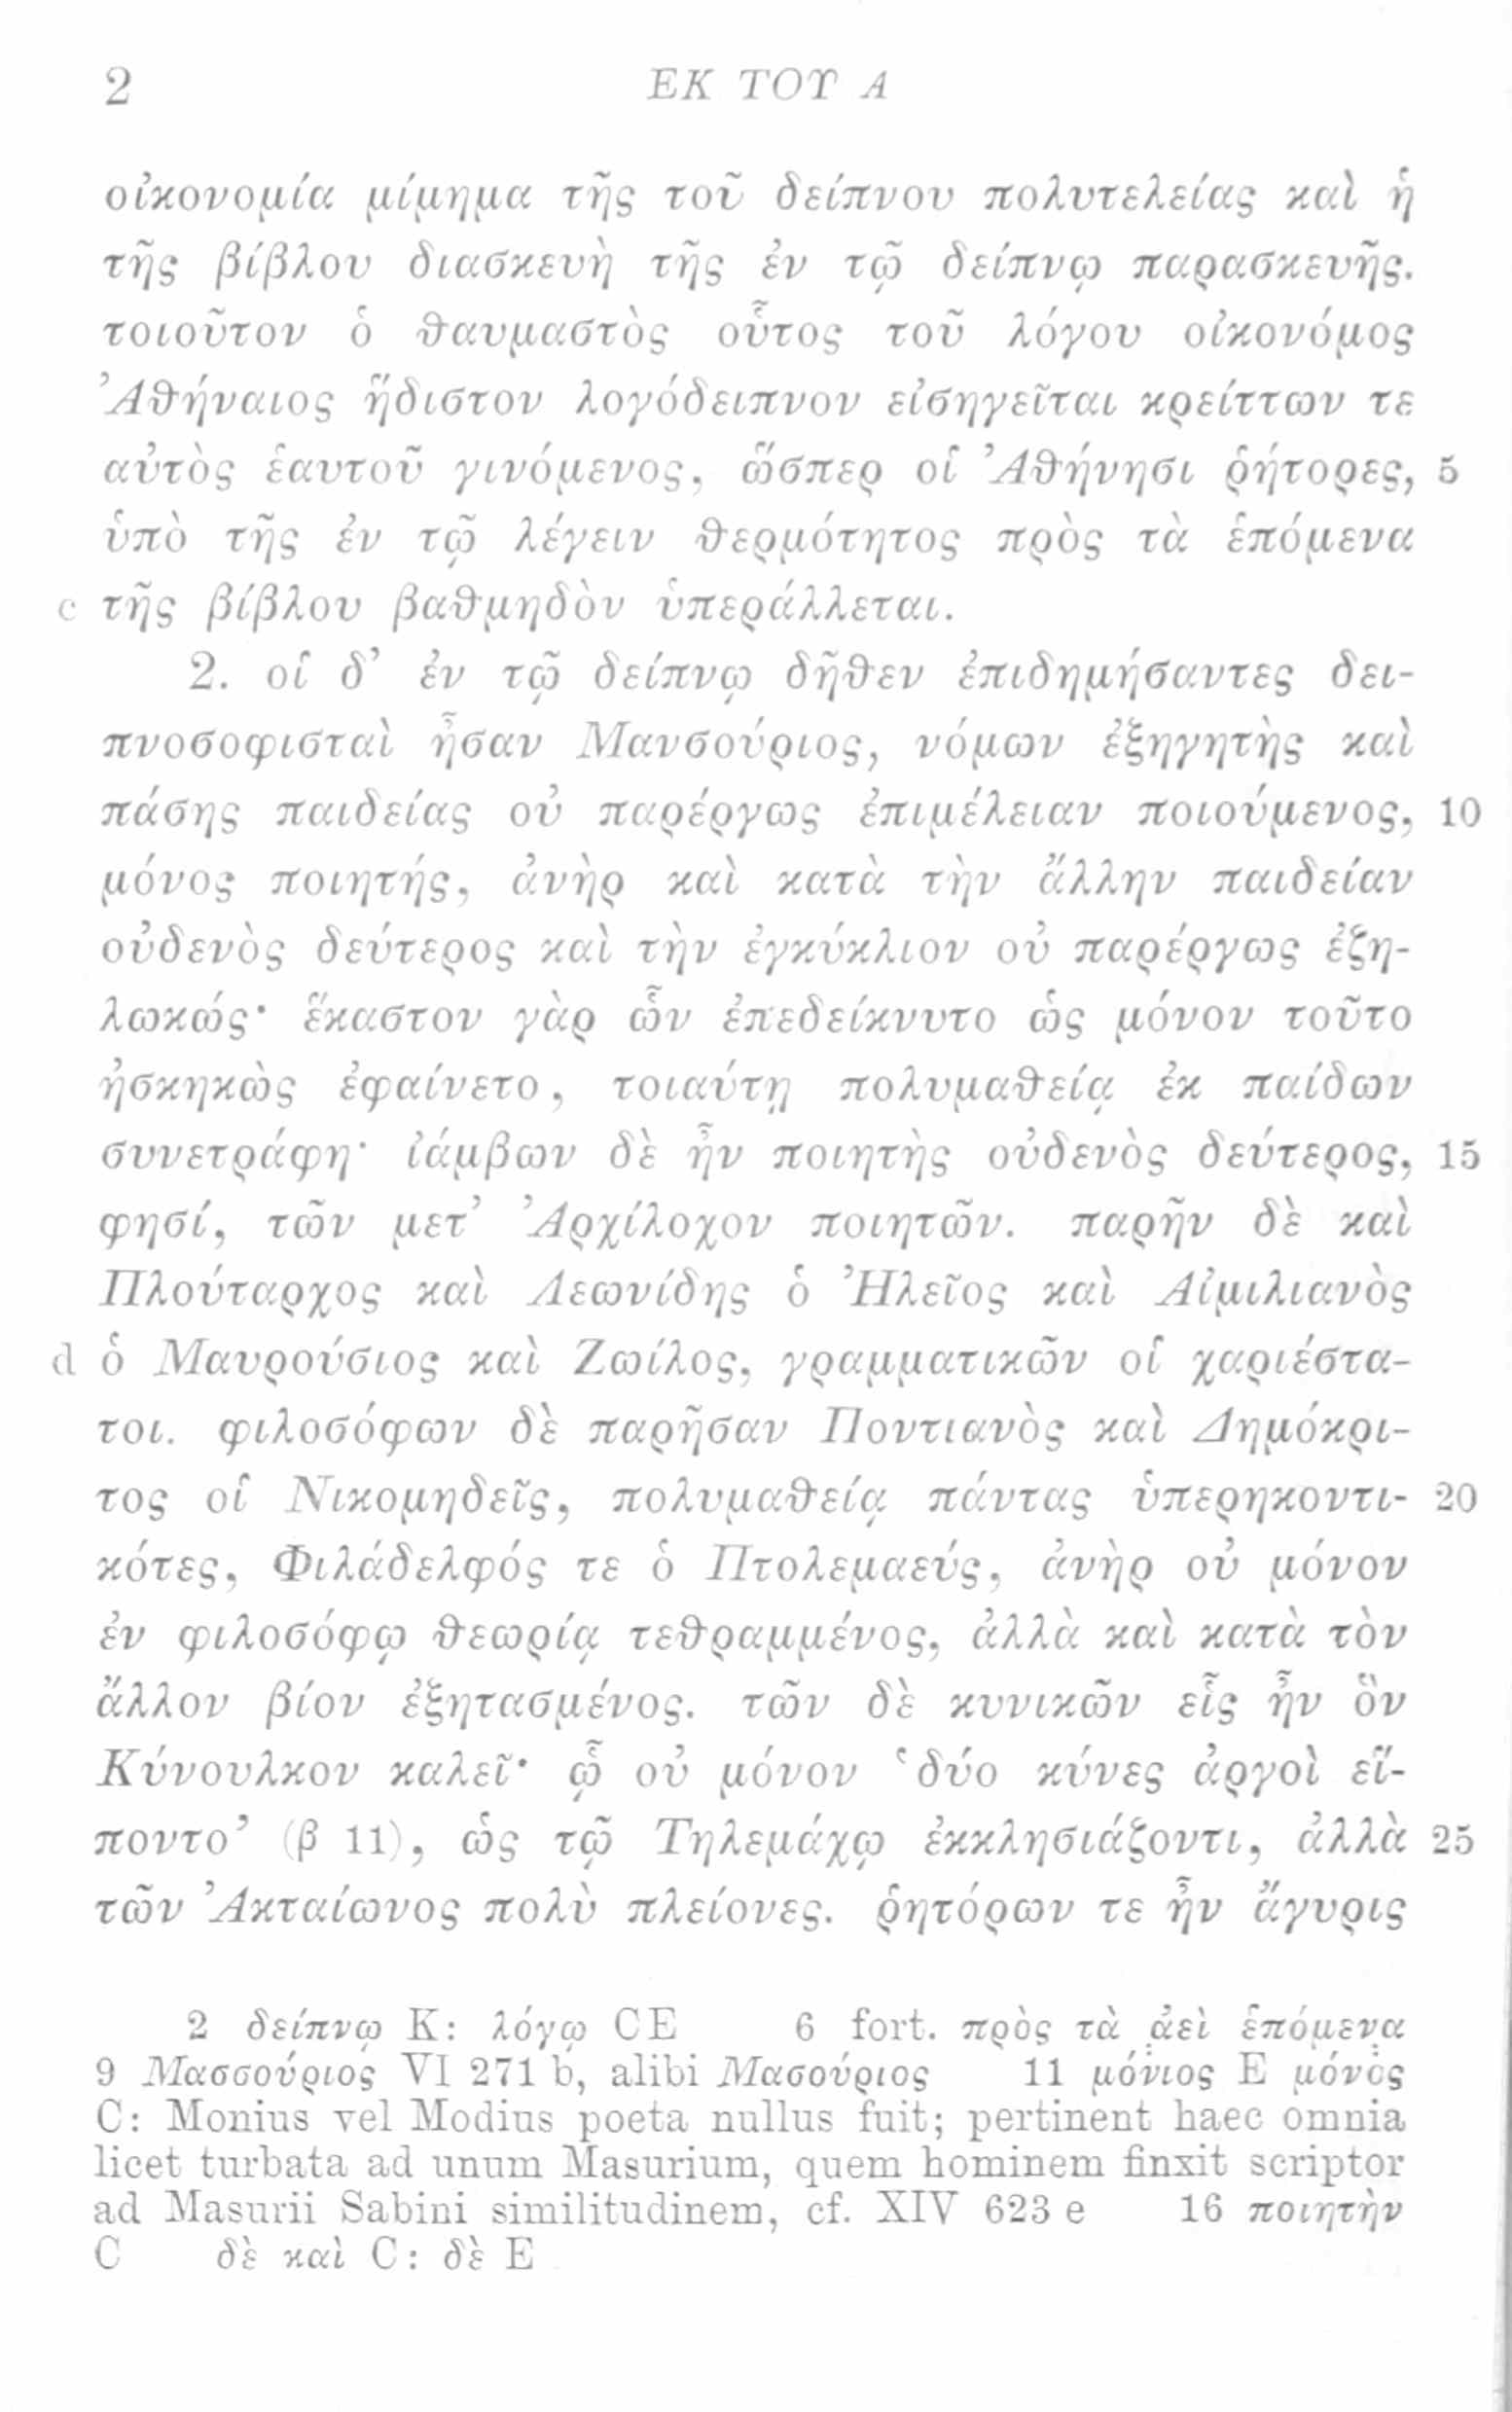 2 ΕΚ ΤΟΥ Α
οἰκονομία μίμημα τῆς τοῦ δείπνου πολυτελείας καὶ ἡ
τῆς βίβλου διασκευὴ τῆς ἐν τῷ δείπνῳ παρασκευῆς.
τοιοῦτον ὁ θαυμαστὸς οὗτος τοῦ λόγου οἰκονόμος
Ἀθήναιος ἥδιστον λογόδειπνον εἰσηγεῖται κρείττων τε
αὐτὸς ἑαυτοῦ γινόμενος, ὥσπερ οἱ Ἀθήνησι ῥήτορες, 5
ὑπὸ τῆς ἐν τῷ λέγειν θερμότητος πρὸς τὰ ἑπόμενα
c τῆς βίβλου βαθμηδὸν ὑπεράλλεται.
2. οἱ δ’ ἐν τῷ δείπνῳ δῆθεν ἐπιδημήσαντες δει-
πνοσοφισταὶ ἦσαν Μανσούριος, νόμων ἐξηγητὴς καὶ
πάσης παιδείας οὐ παρέργως ἐπιμέλειαν ποιούμενος, 10
μόνος ποιητής, ἀνὴρ καὶ κατὰ τὴν ἄλλην παιδείαν
οὐδενὸς δεύτερος καὶ τὴν ἐγκύκλιον οὐ παρέργως ἐζη-
λωκώς· ἕκαστον γὰρ ὧν ἐπεδείκνυτο ὡς μόνον τοῦτο
ἠσκηκὼς ἐφαίνετο, τοιαύτῃ πολυμαθείᾳ ἐκ παίδων
συνετράφη· ἰάμβων δὲ ἦν ποιητὴς οὐδενὸς δεύτερος, 15
φησί, τῶν μετ’ Ἀρχίλοχον ποιητῶν. παρῆν δὲ καὶ
Πλούταρχος καὶ Λεωνίδης ὁ Ἠλεῖος καὶ Αἰμιλιανὸς
d ὁ Μαυρούσιος καὶ Ζωίλος, γραμματικῶν οἱ χαριέστα-
τοι. φιλοσόφων δὲ παρῆσαν Ποντιανὸς καὶ Δημόκρι-
τος οἱ Νικομηδεῖς, πολυμαθείᾳ πάντας ὑπερηκοντι- 20
κότες, Φιλάδελφός τε ὁ Πτολεμαεύς, ἀνὴρ οὐ μόνον
ἐν φιλοσόφῳ θεωρίᾳ τεθραμμένος, ἀλλὰ καὶ κατὰ τὸν
ἄλλον βίον ἐξητασμένος. τῶν δὲ κυνικῶν εἷς ἦν ὃν
Κύνουλκον καλεῖ· ᾧ οὐ μόνον ‘δύο κύνες ἀργοὶ εἵ-
ποντο’ (β 11), ὡς τῷ Τηλεμάχῳ ἐκκλησιάζοντι, ἀλλὰ 25
τῶν Ἀκταίωνος πολὺ πλείονες. ῥητόρων τε ἦν ἄγυρις
2 δείπνῳ K: λόγῳ CE 6 fort. πρὸς τὰ ἀεὶ ἑπόμενα
9 Μασσούριος VI 271 b, alibi Μασούριος 11 μόνιος E μόνος
C: Monius vel Modius poeta nullus fuit; pertinent haec omnia
licet turbata ad unum Masurium, quem hominem finxit scriptor
ad Masurii Sabini similitudinem, cf. XIV 623 e 16 ποιητὴν
C δὲ καὶ C: δὲ E